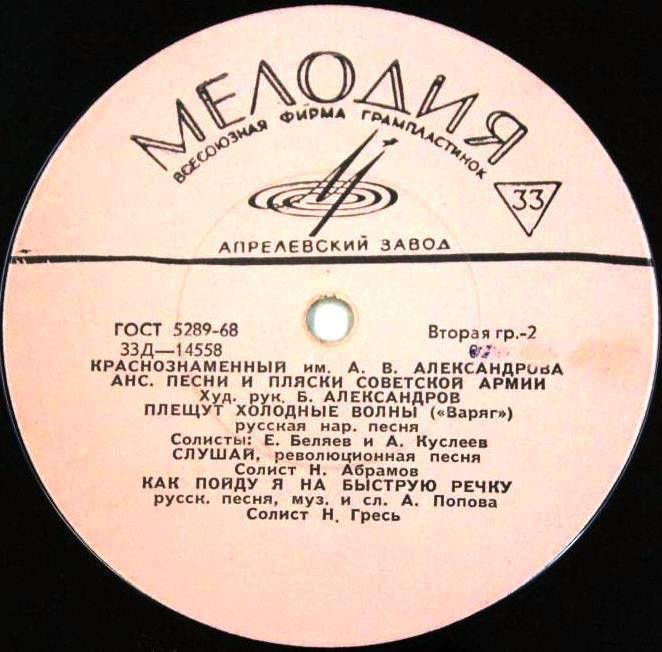 МЕЛОДИЯ
ВСЕСОЮЗНАЯ ФИРМА ГРАМПЛАСТИНОК
33
АПРЕЛЕВСКИЙ ЗАВОД
ГОСТ 5289-68 Вторая гр.-2
33Д—14558
КРАСНОЗНАМЕННЫЙ им. А. В. АЛЕКСАНДРОВА
АНС. ПЕСНИ И ПЛЯСКИ СОВЕТСКОЙ АРМИИ
Худ. рук. Б. АЛЕКСАНДРОВ
ПЛЕЩУТ ХОЛОДНЫЕ ВОЛНЫ («Варяг»)
русская нар. песня
Солисты: Е. Беляев и А. Куслеев
СЛУШАЙ, революционная песня
Солист Н. Абрамов
КАК ПОЙДУ Я НА БЫСТРУЮ РЕЧКУ
русск. песня, муз. и сл. А. Попова
Солист Н. Гресь